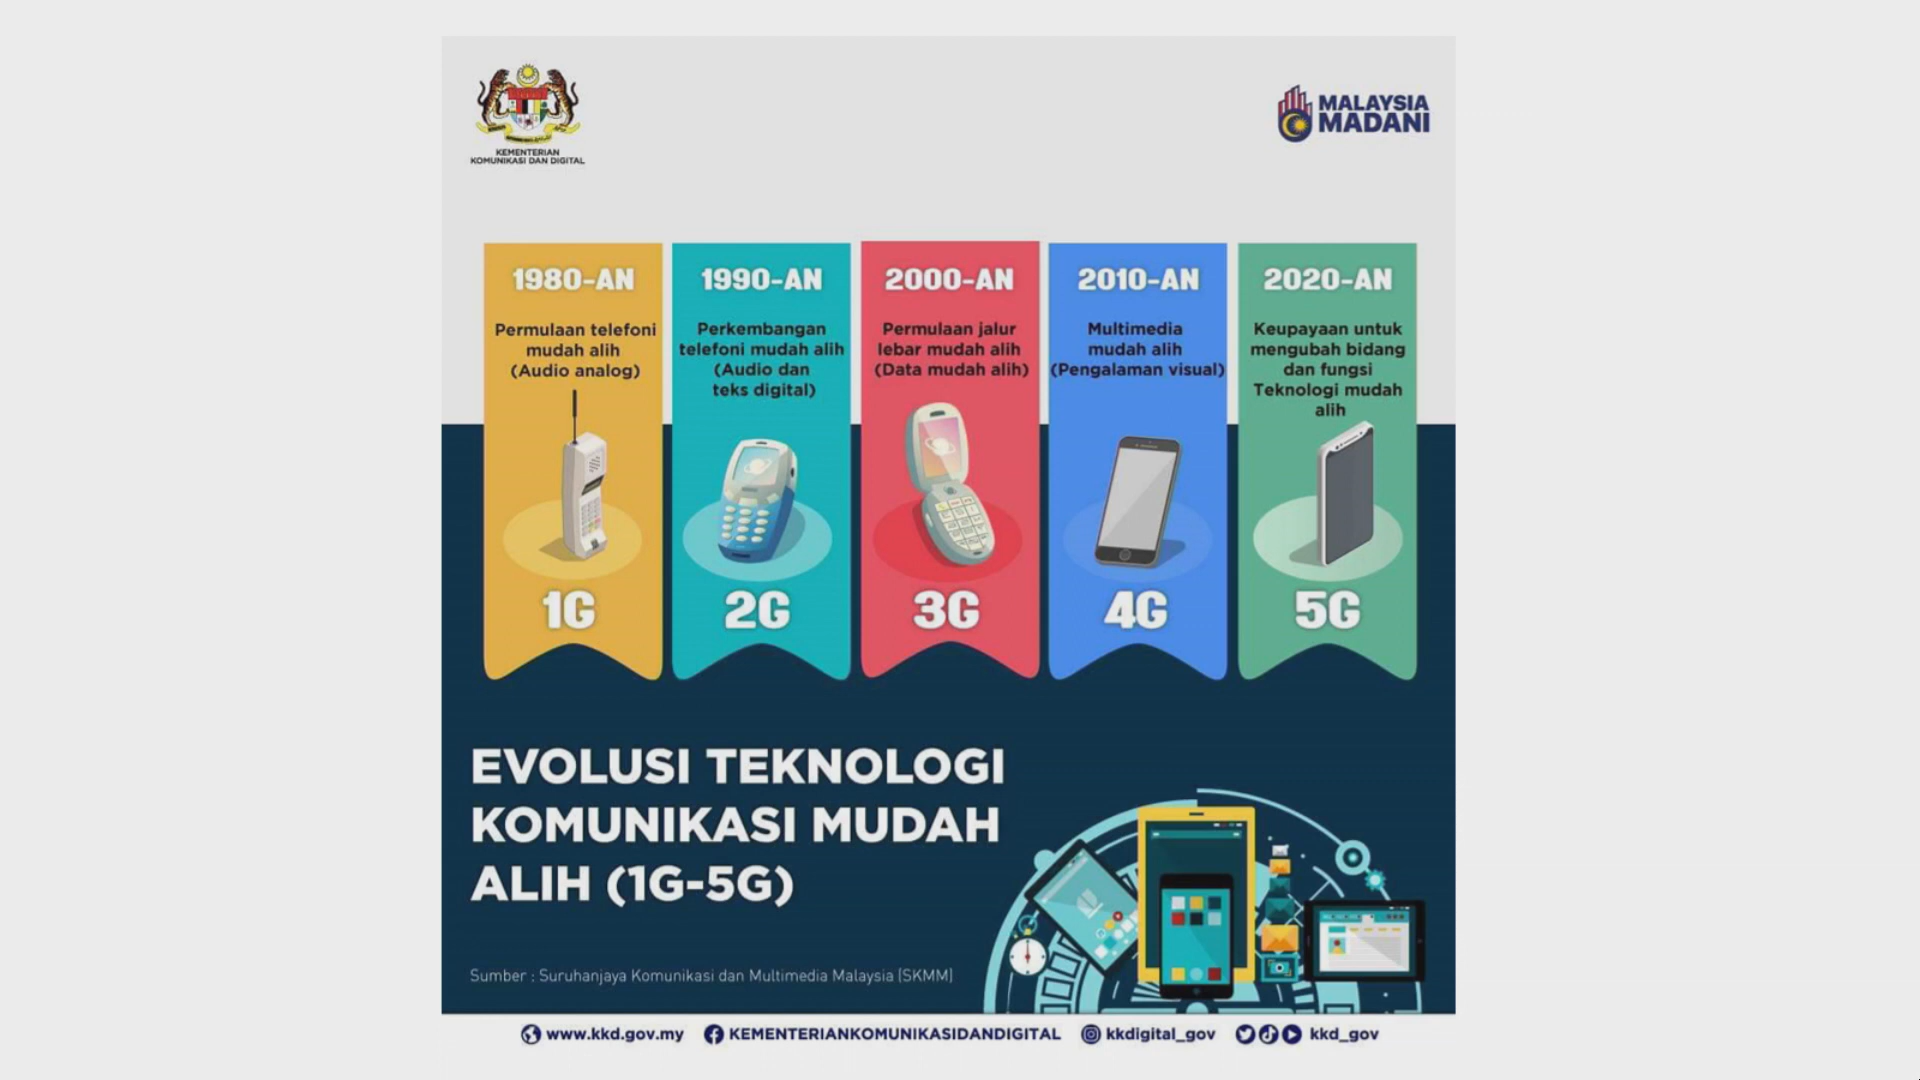 KEMENTERIAN
KOMUNIKASI DAN DIGITAL
MALAYSIA
MADANI
1980-AN
Permulaan telefoni
mudah alih
(Audio analog)
1G
1990-AN
Perkembangan
telefoni mudah alih
(Audio dan
teks digital)
2G
2000-AN
Permulaan jalur
lebar mudah alih
(Data mudah alih)
3G
2010-AN
Multimedia
mudah alih
(Pengalaman visual)
4G
2020-AN
Keupayaan untuk
mengubah bidang
dan fungsi
Teknologi mudah
alih
5G
EVOLUSI TEKNOLOGI
KOMUNIKASI MUDAH
ALIH (1G-5G)
Sumber : Suruhanjaya Komunikasi dan Multimedia Malaysia (SKMM)
www.kkd.gov.my KEMENTERIANKOMUNIKASIDANDIGITAL kkdigital_gov kkd_gov